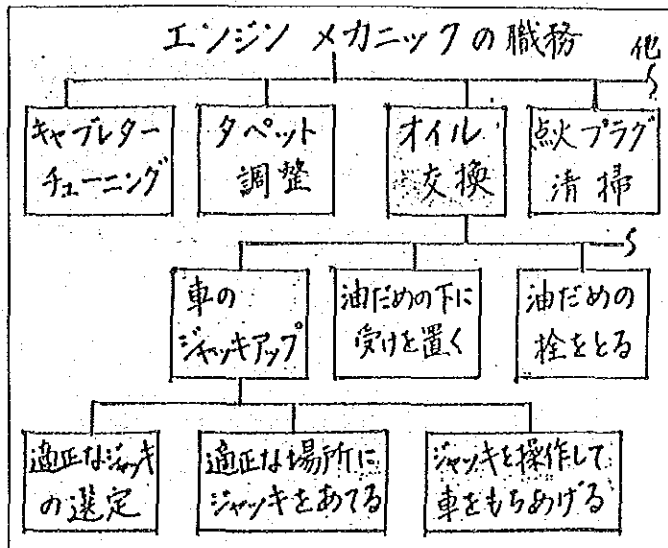 エンジン メカニックの職務 他
キャブレター
チューニング
タペット
調整
オイル
交換
点火プラグ
清掃
車の
ジャッキアップ
油だめの下に
受けを置く
油だめの
栓をとる
適正なジャッキ
の選定
適正な場所に
ジャッキをあてる
ジャッキを操作して
車をもちあげる